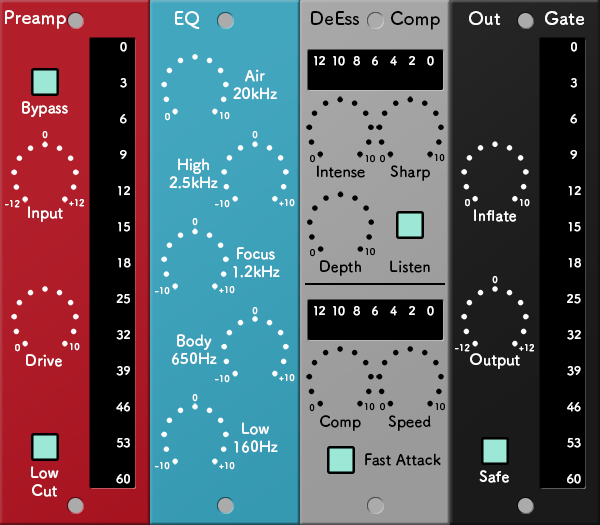 Preamp
0
3
6
9
12
15
18
25
32
39
46
53
60
Bypass
0
-12 +12
Input
0 10
Drive
Low
Cut
EQ
Air
20kHz
0 10
High
2.5kHz
0
-10 +10
Focus
1.2kHz
0
-10 +10
Body
650Hz
0
-10 +10
Low
160Hz
0
-10 +10
DeEss Comp
12 10 8 6 4 2 0
0 10 0 10
Intense Sharp
0 10
Depth Listen
12 10 8 6 4 2 0
0 10 0 10
Comp Speed
Fast Attack
Out Gate
0
3
6
9
12
15
18
25
32
39
46
53
60
0 10
Inflate
0
-12 +12
Output
Safe